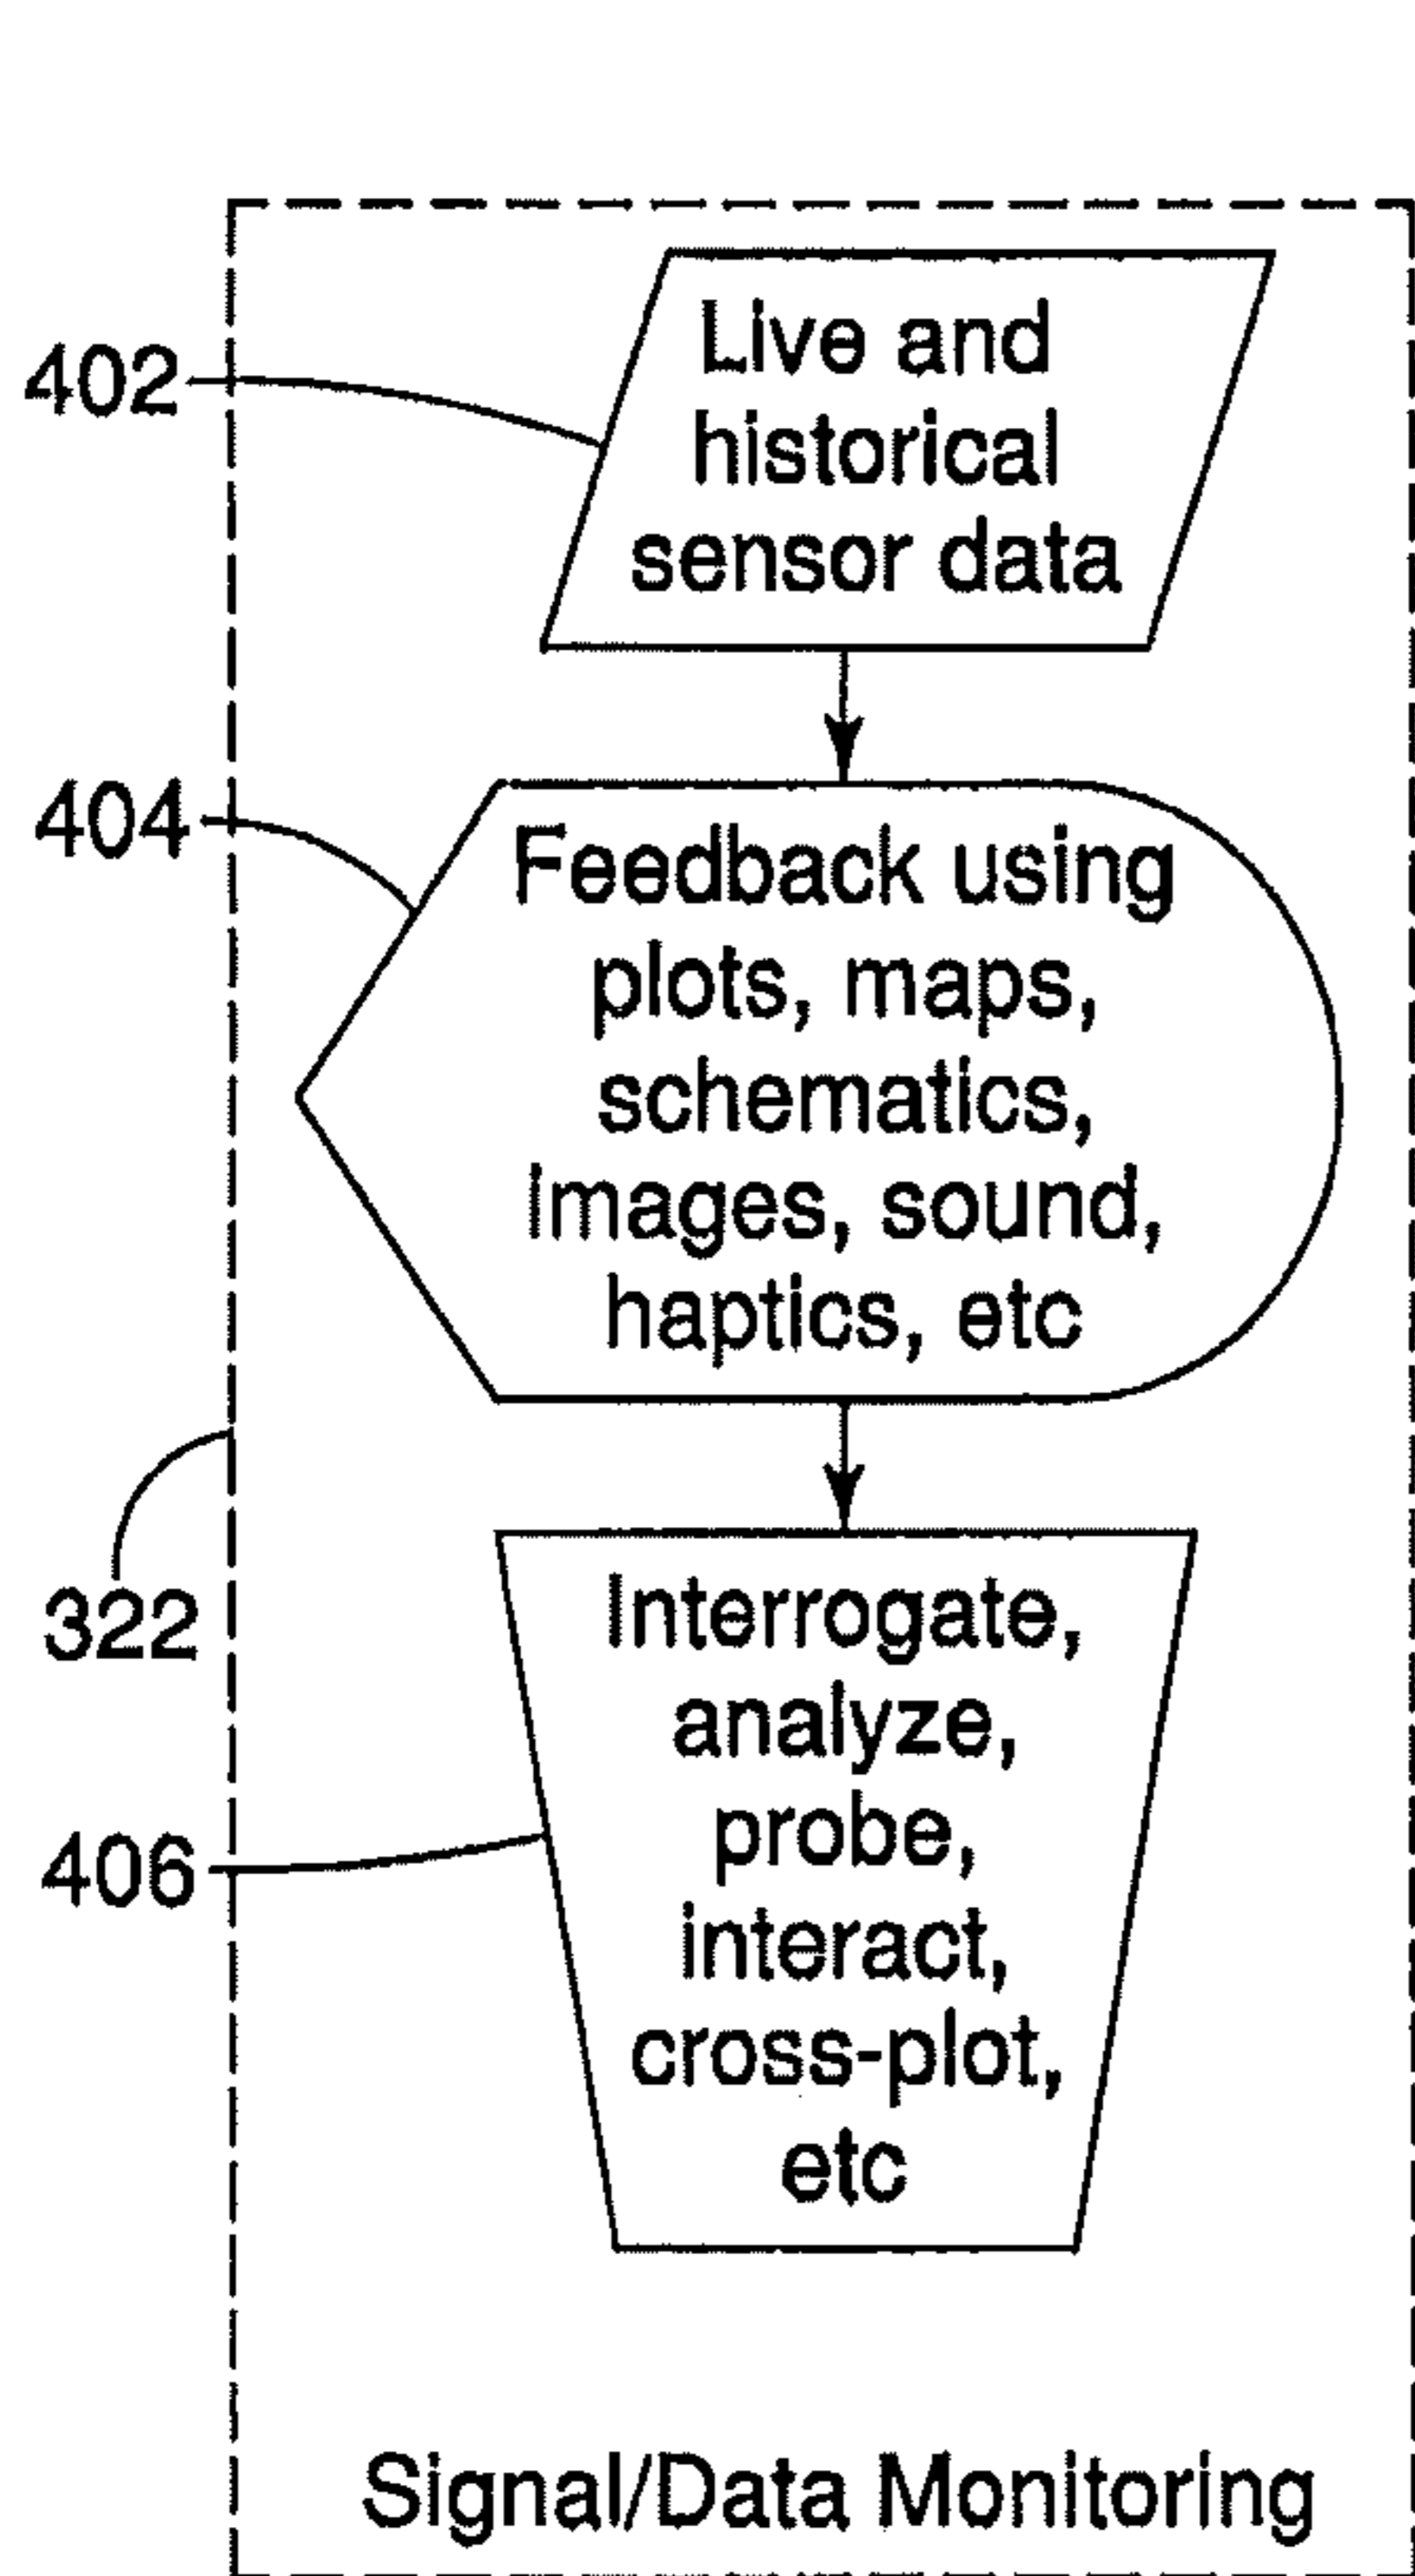 402
Live and
historical
sensor data
404
Feedback using
plots, maps,
schematics,
images, sound,
haptics, etc
322
Interrogate,
analyze,
probe,
interact,
cross-plot,
etc
406
Signal/Data Monitoring